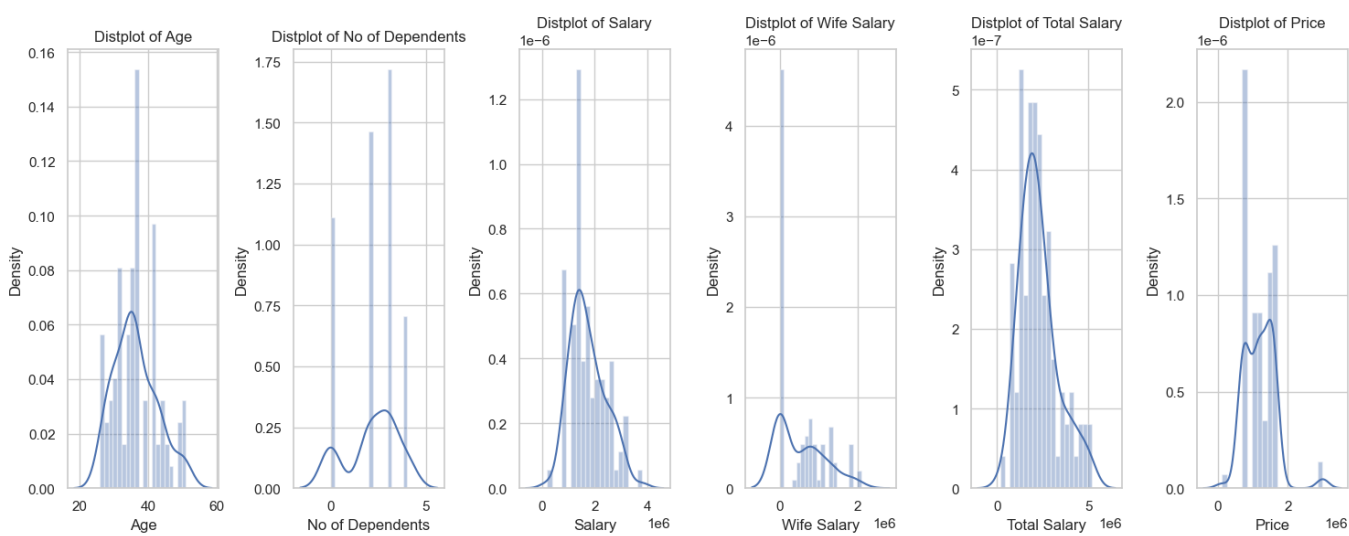 Distplot of Age
0.16
0.14
0.12
0.10
0.08
0.06
0.04
0.02
0.00
Density
20 40 60
Age
Distplot of No of Dependents
1.75
1.50
1.25
1.00
0.75
0.50
0.25
0.00
Density
0 5
No of Dependents
Distplot of Salary
1e−6
1.2
1.0
0.8
0.6
0.4
0.2
0.0
Density
0 2 4
Salary 1e6
Distplot of Wife Salary
1e−6
4
3
2
1
0
Density
0 2
Wife Salary 1e6
Distplot of Total Salary
1e−7
5
4
3
2
1
0
Density
0 5
Total Salary 1e6
Distplot of Price
1e−6
2.0
1.5
1.0
0.5
0.0
Density
0 2
Price 1e6